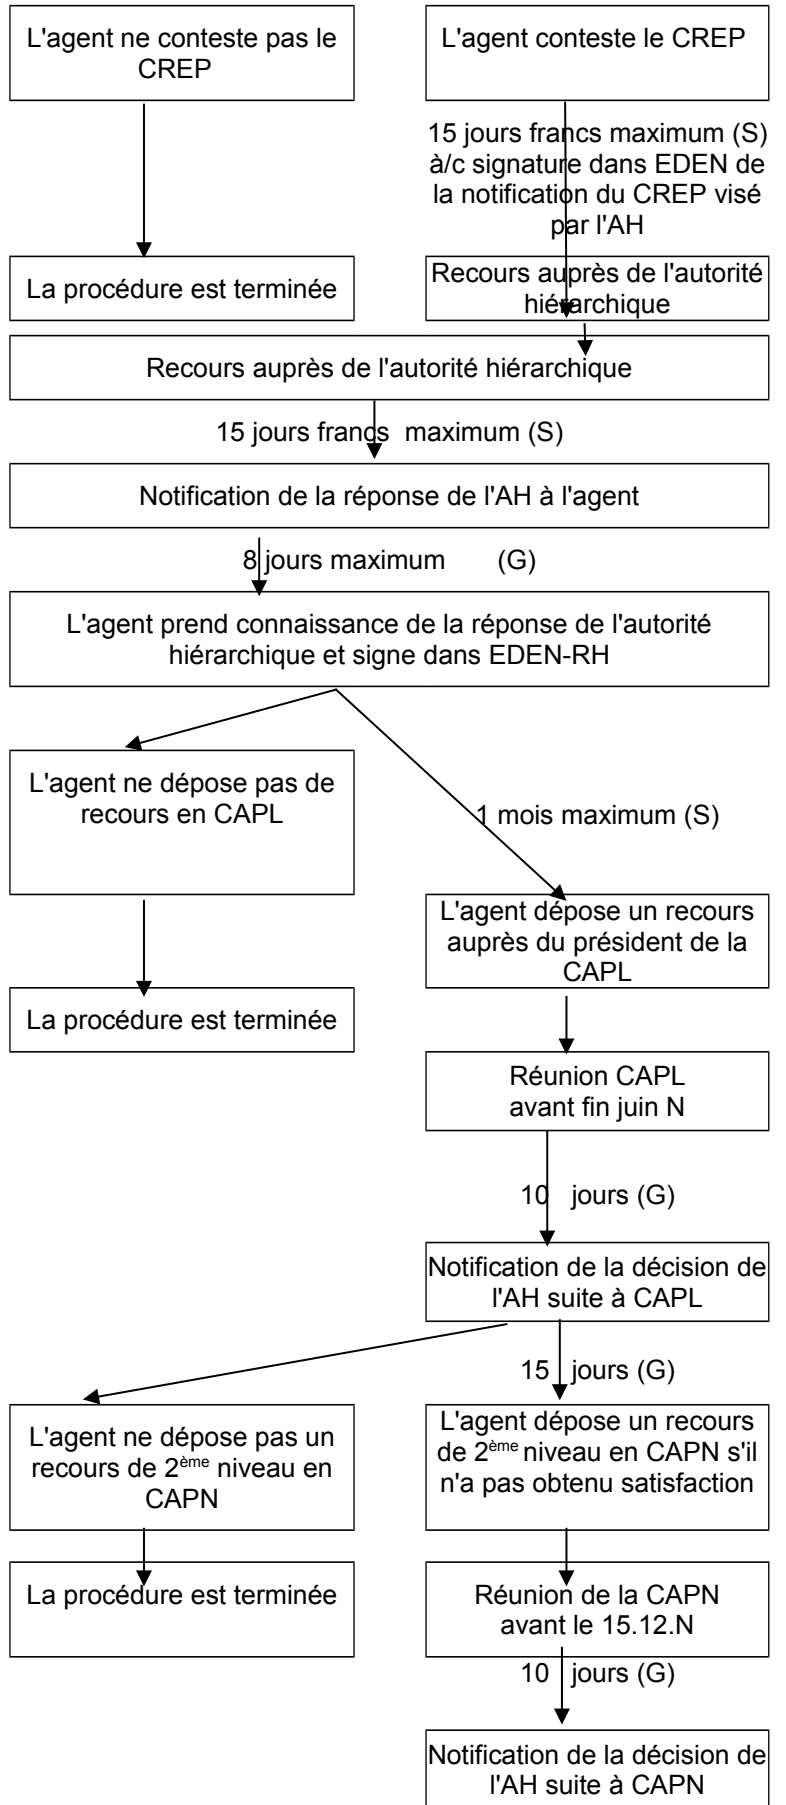 L'agent ne conteste pas le
CREP
L'agent conteste le CREP
15 jours francs maximum (S)
à/c signature dans EDEN de
la notification du CREP visé
par l'AH
La procédure est terminée
Recours auprès de l'autorité
hiérarchique
Recours auprès de l'autorité hiérarchique
15 jours francs maximum (S)
Notification de la réponse de l'AH à l'agent
8 jours maximum (G)
L'agent prend connaissance de la réponse de l'autorité
hiérarchique et signe dans EDEN-RH
L'agent ne dépose pas de
recours en CAPL
1 mois maximum (S)
L'agent dépose un recours
auprès du président de la
CAPL
La procédure est terminée
Réunion CAPL
avant fin juin N
10 jours (G)
Notification de la décision de
l'AH suite à CAPL
15 jours (G)
L'agent ne dépose pas un
recours de 2ème niveau en
CAPN
L'agent dépose un recours
de 2ème niveau en CAPN s'il
n'a pas obtenu satisfaction
La procédure est terminée
Réunion de la CAPN
avant le 15.12.N
10 jours (G)
Notification de la décision de
l'AH suite à CAPN